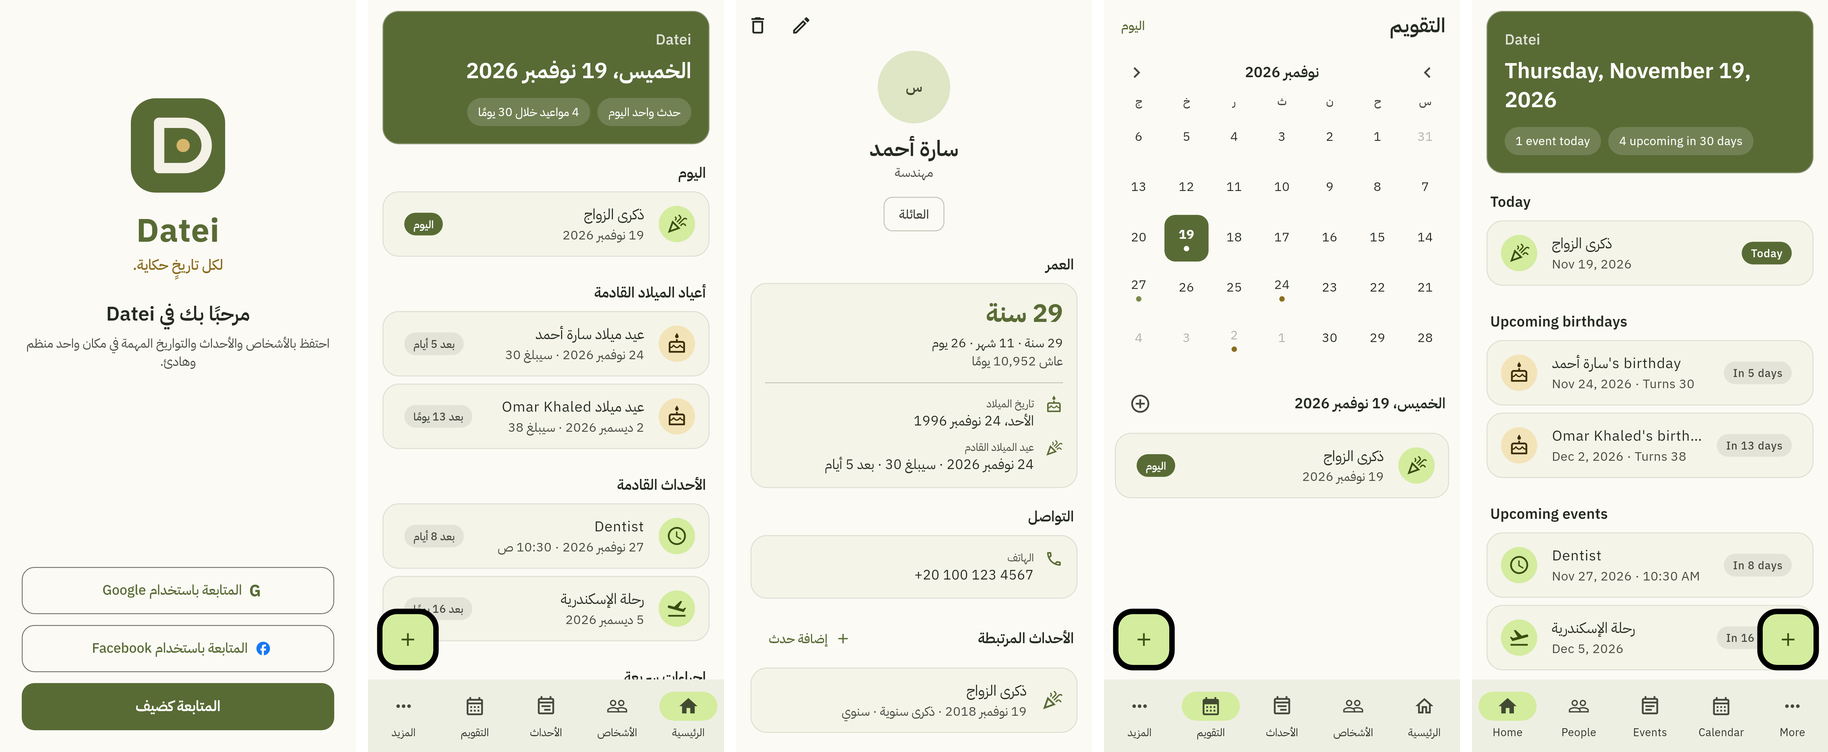 Datei
لكل تاريخٍ حكاية.
مرحبًا بك في Datei
احتفظ بالأشخاص والأحداث والتواريخ المهمة في مكان واحد منظم
وهادئ.
G المتابعة باستخدام Google
المتابعة باستخدام Facebook
المتابعة كضيف
Datei
الخميس، 19 نوفمبر 2026
حدث واحد اليوم
4 مواعيد خلال 30 يومًا
اليوم
ذكرى الزواج
19 نوفمبر 2026
اليوم
أعياد الميلاد القادمة
عيد ميلاد سارة أحمد
24 نوفمبر 2026 · سيبلغ 30
بعد 5 أيام
عيد ميلاد Omar Khaled
2 ديسمبر 2026 · سيبلغ 38
بعد 13 يومًا
الأحداث القادمة
Dentist
27 نوفمبر 2026 · 10:30 ص
بعد 8 أيام
رحلة الإسكندرية
5 ديسمبر 2026
بعد 16
الرئيسية
الأشخاص
الأحداث
التقويم
المزيد
س
سارة أحمد
مهندسة
العائلة
العمر
29 سنة
29 سنة · 11 شهر · 26 يوم
عاش 10,952 يومًا
تاريخ الميلاد
الأحد، 24 نوفمبر 1996
عيد الميلاد القادم
24 نوفمبر 2026 · سيبلغ 30 · بعد 5 أيام
التواصل
الهاتف
+20 100 123 4567
الأحداث المرتبطة
+ إضافة حدث
ذكرى الزواج
19 نوفمبر 2018 · ذكرى سنوية · سنوي
التقويم
اليوم
نوفمبر 2026
س ح ن ث ر خ ج
31 1 2 3 4 5 6
7 8 9 10 11 12 13
14 15 16 17 18 19 20
21 22 23 24 25 26 27
28 29 30 1 2 3 4
الخميس، 19 نوفمبر 2026
ذكرى الزواج
19 نوفمبر 2026
اليوم
الرئيسية
الأشخاص
الأحداث
التقويم
المزيد
Datei
Thursday, November 19,
2026
1 event today
4 upcoming in 30 days
Today
ذكرى الزواج
Nov 19, 2026
Today
Upcoming birthdays
سارة أحمد's birthday
Nov 24, 2026 · Turns 30
In 5 days
Omar Khaled's birth...
Dec 2, 2026 · Turns 38
In 13 days
Upcoming events
Dentist
Nov 27, 2026 · 10:30 AM
In 8 days
رحلة الإسكندرية
Dec 5, 2026
In 16
Home
People
Events
Calendar
More